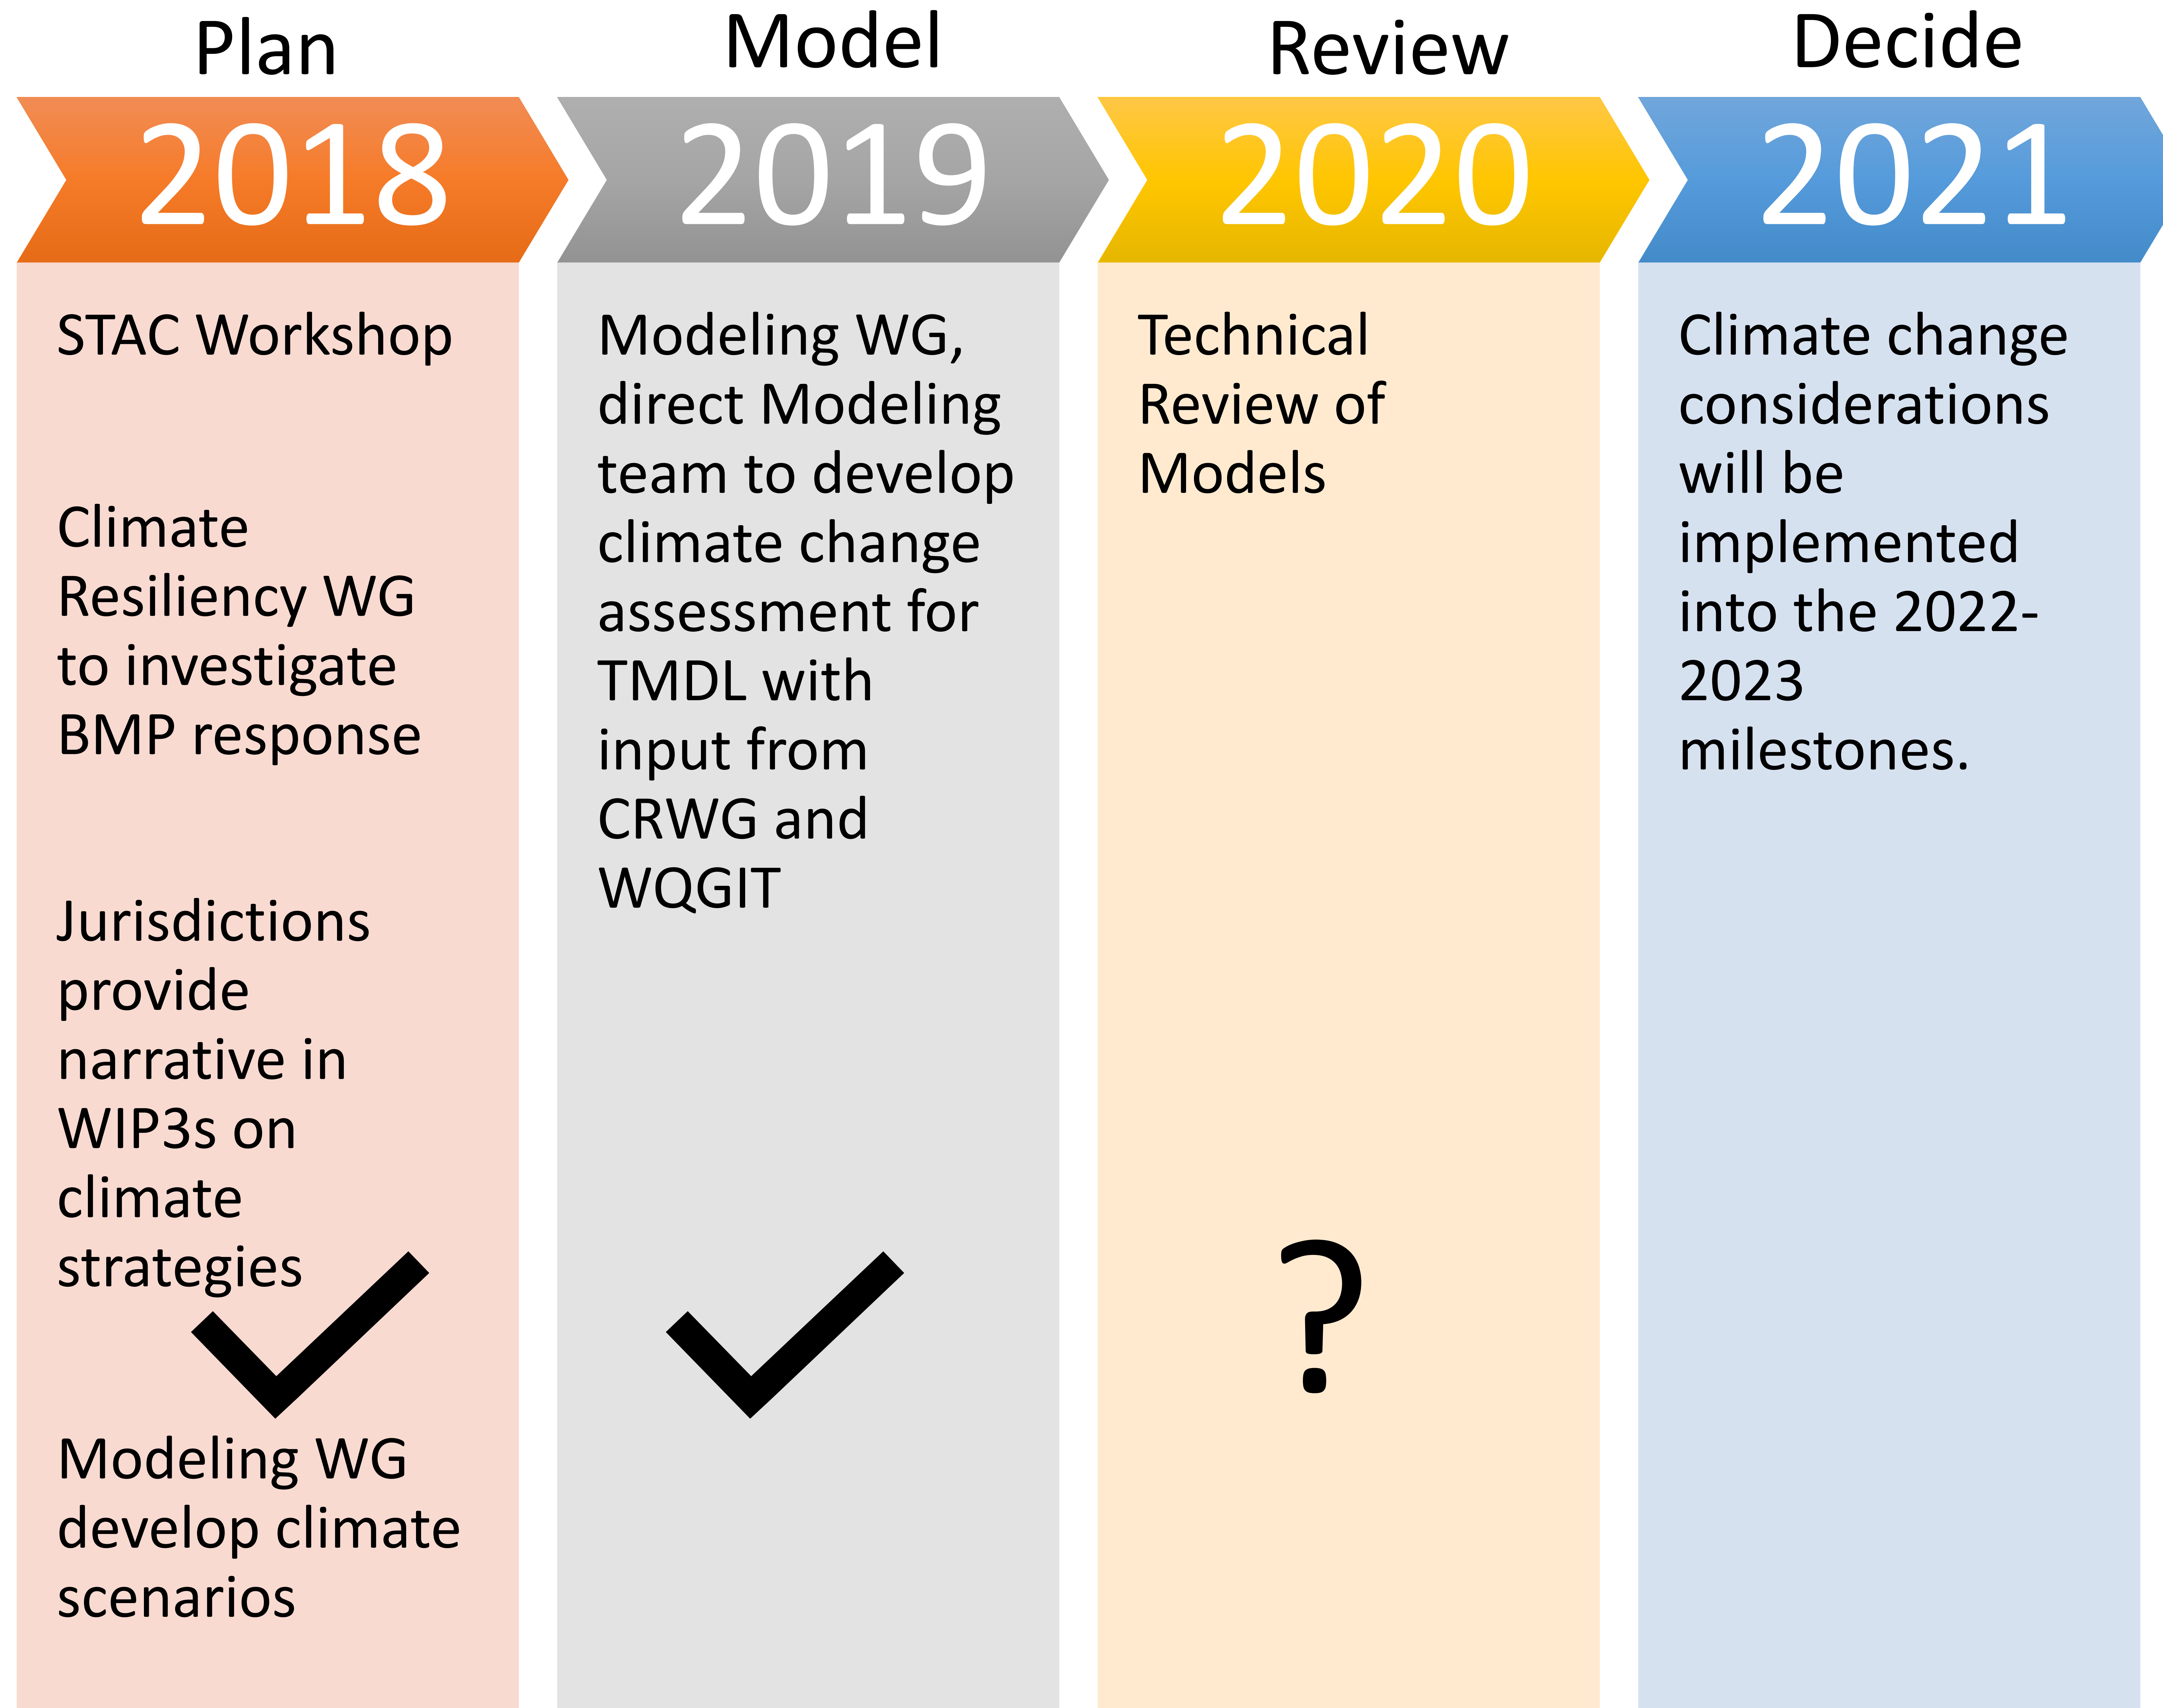 Plan
2018
STAC Workshop
Climate
Resiliency WG
to investigate
BMP response
Jurisdictions
provide
narrative in
WIP3s on
climate
strategies
Modeling WG
develop climate
scenarios
Model
2019
Modeling WG,
direct Modeling
team to develop
climate change
assessment for
TMDL with
input from
CRWG and
WQGIT
Review
2020
Technical
Review of
Models
?
Decide
2021
Climate change
considerations
will be
implemented
into the 2022-
2023
milestones.